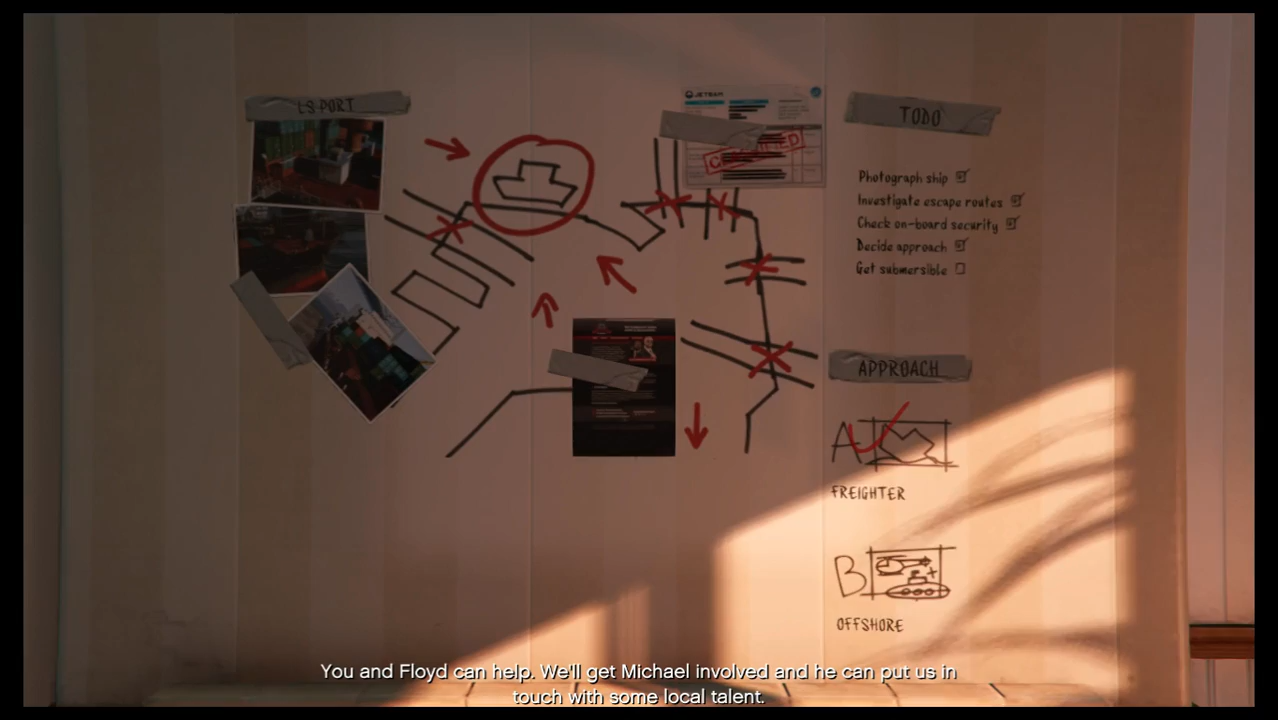 LS PORT
JETSAM
TODO
Photograph ship
Investigate escape routes
Check on-board security
Decide approach
Get submersible
APPROACH
A
FREIGHTER
B
OFFSHORE
You and Floyd can help. We'll get Michael involved and he can put us in
touch with some local talent.